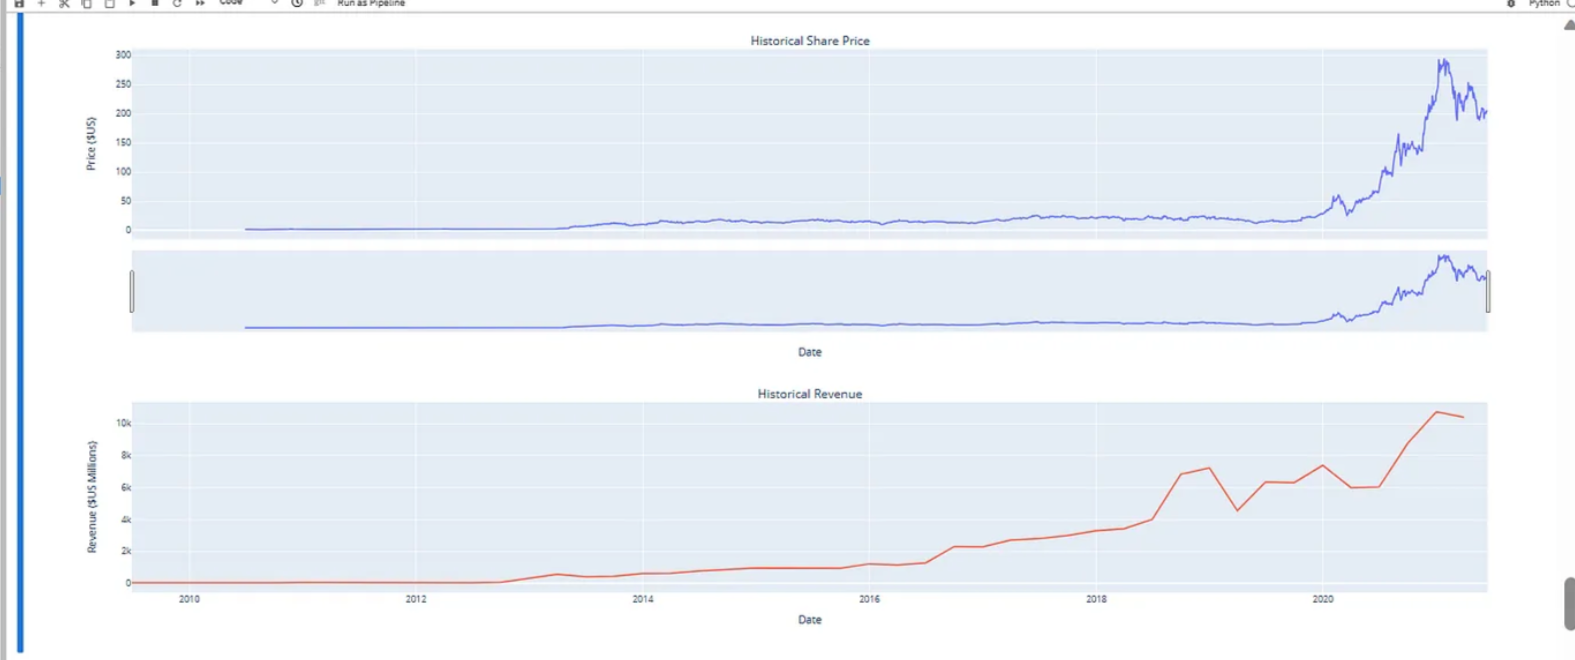 Code
Run as Pipeline
Python
Historical Share Price
300
250
200
150
100
50
0
Price ($US)
Date
Historical Revenue
10k
8k
6k
4k
2k
0
Revenue ($US Millions)
2010 2012 2014 2016 2018 2020
Date